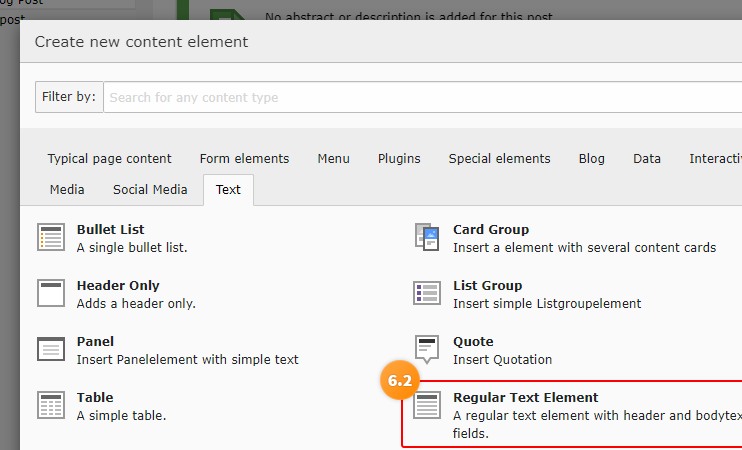 og Post
post
No abstract or description is added for this post
Create new content element
Filter by:
Search for any content type
Typical page content
Form elements
Menu
Plugins
Special elements
Blog
Data
Interacti
Media
Social Media
Text
Bullet List
A single bullet list.
Card Group
Insert a element with several content cards
Header Only
Adds a header only.
List Group
Insert simple Listgroupelement
Panel
Insert Panelelement with simple text
Quote
Insert Quotation
6.2
Table
A simple table.
Regular Text Element
A regular text element with header and bodytex
fields.